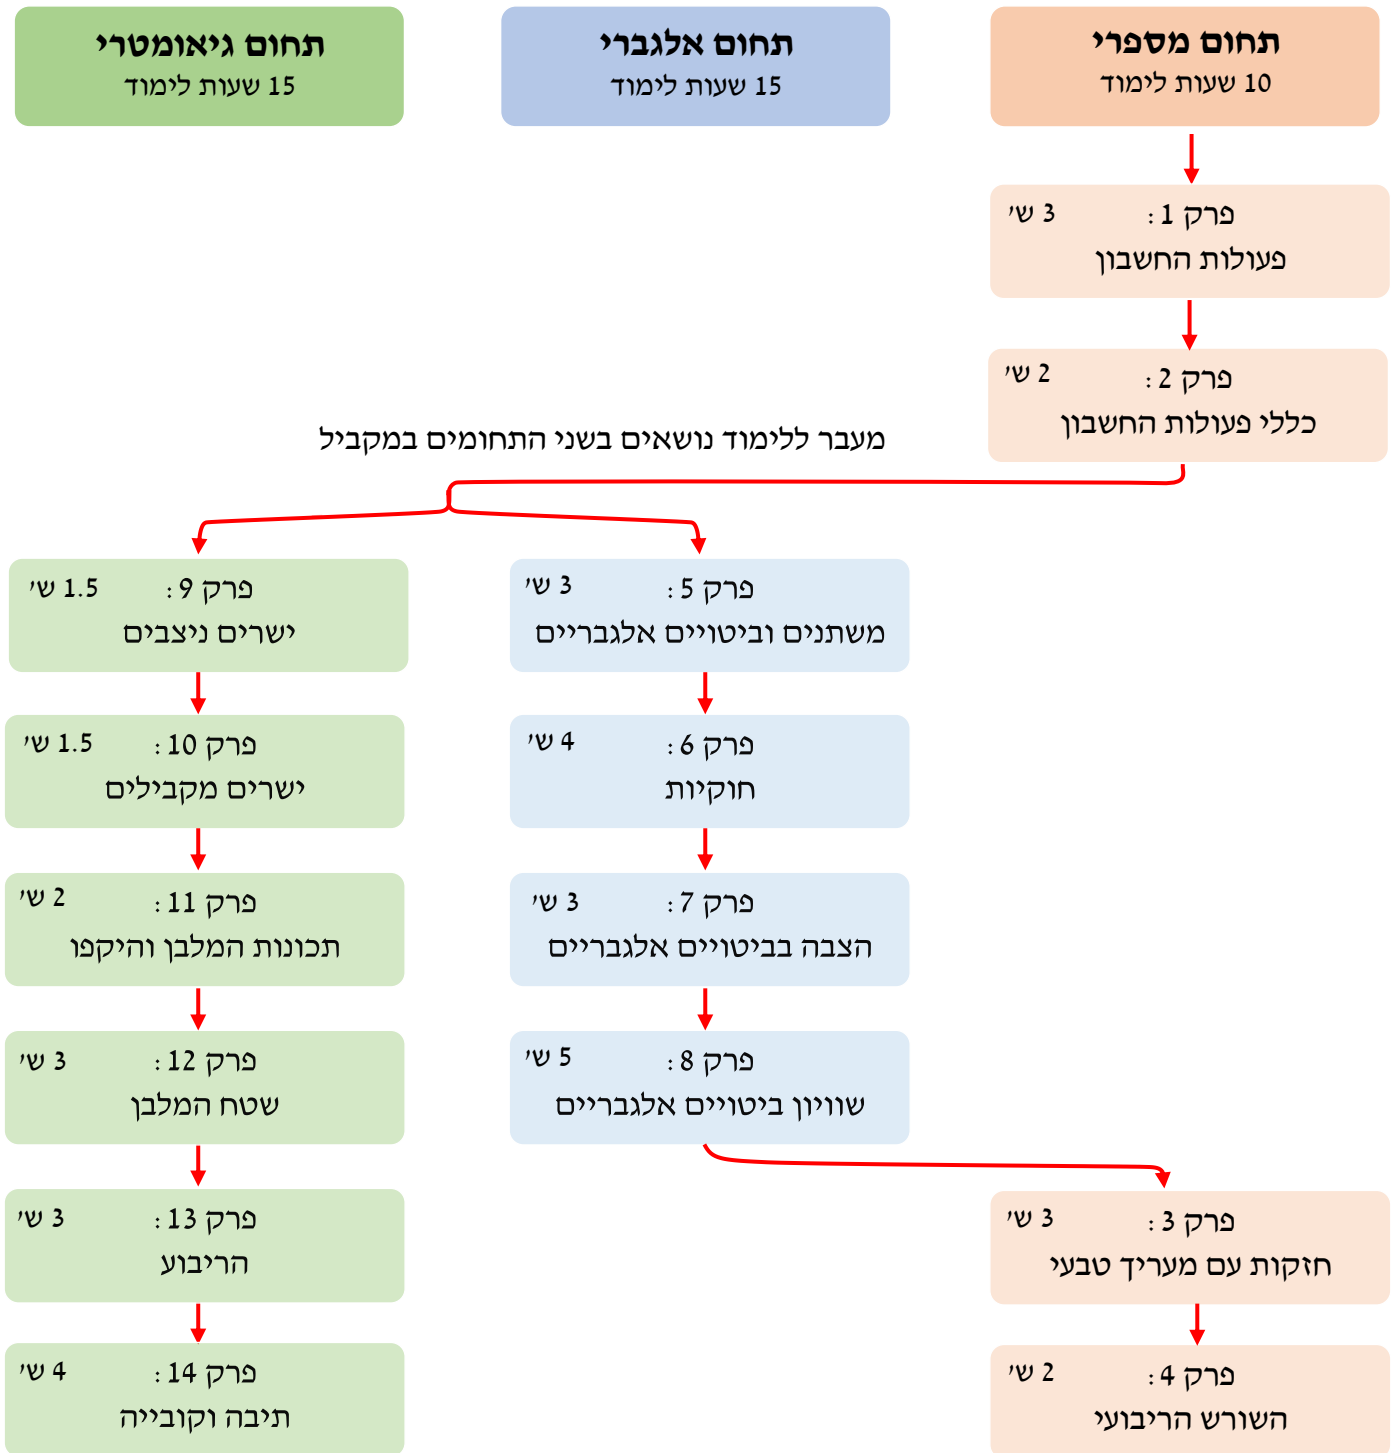 תחום מספרי
10 שעות לימוד
תחום אלגברי
15 שעות לימוד
תחום גיאומטרי
15 שעות לימוד
פרק 1: 3 ש'
פעולות החשבון
פרק 2: 2 ש'
כללי פעולות החשבון
מעבר ללימוד נושאים בשני התחומים במקביל
פרק 5: 3 ש'
משתנים וביטויים אלגבריים
פרק 6: 4 ש'
חוקיות
פרק 7: 3 ש'
הצבה בביטויים אלגבריים
פרק 8: 5 ש'
שוויון ביטויים אלגבריים
פרק 3: 3 ש'
חזקות עם מעריך טבעי
פרק 4: 2 ש'
השורש הריבועי
פרק 9: 1.5 ש'
ישרים ניצבים
פרק 10: 1.5 ש'
ישרים מקבילים
פרק 11: 2 ש'
תכונות המלבן והיקפו
פרק 12: 3 ש'
שטח המלבן
פרק 13: 3 ש'
הריבוע
פרק 14: 4 ש'
תיבה וקובייה